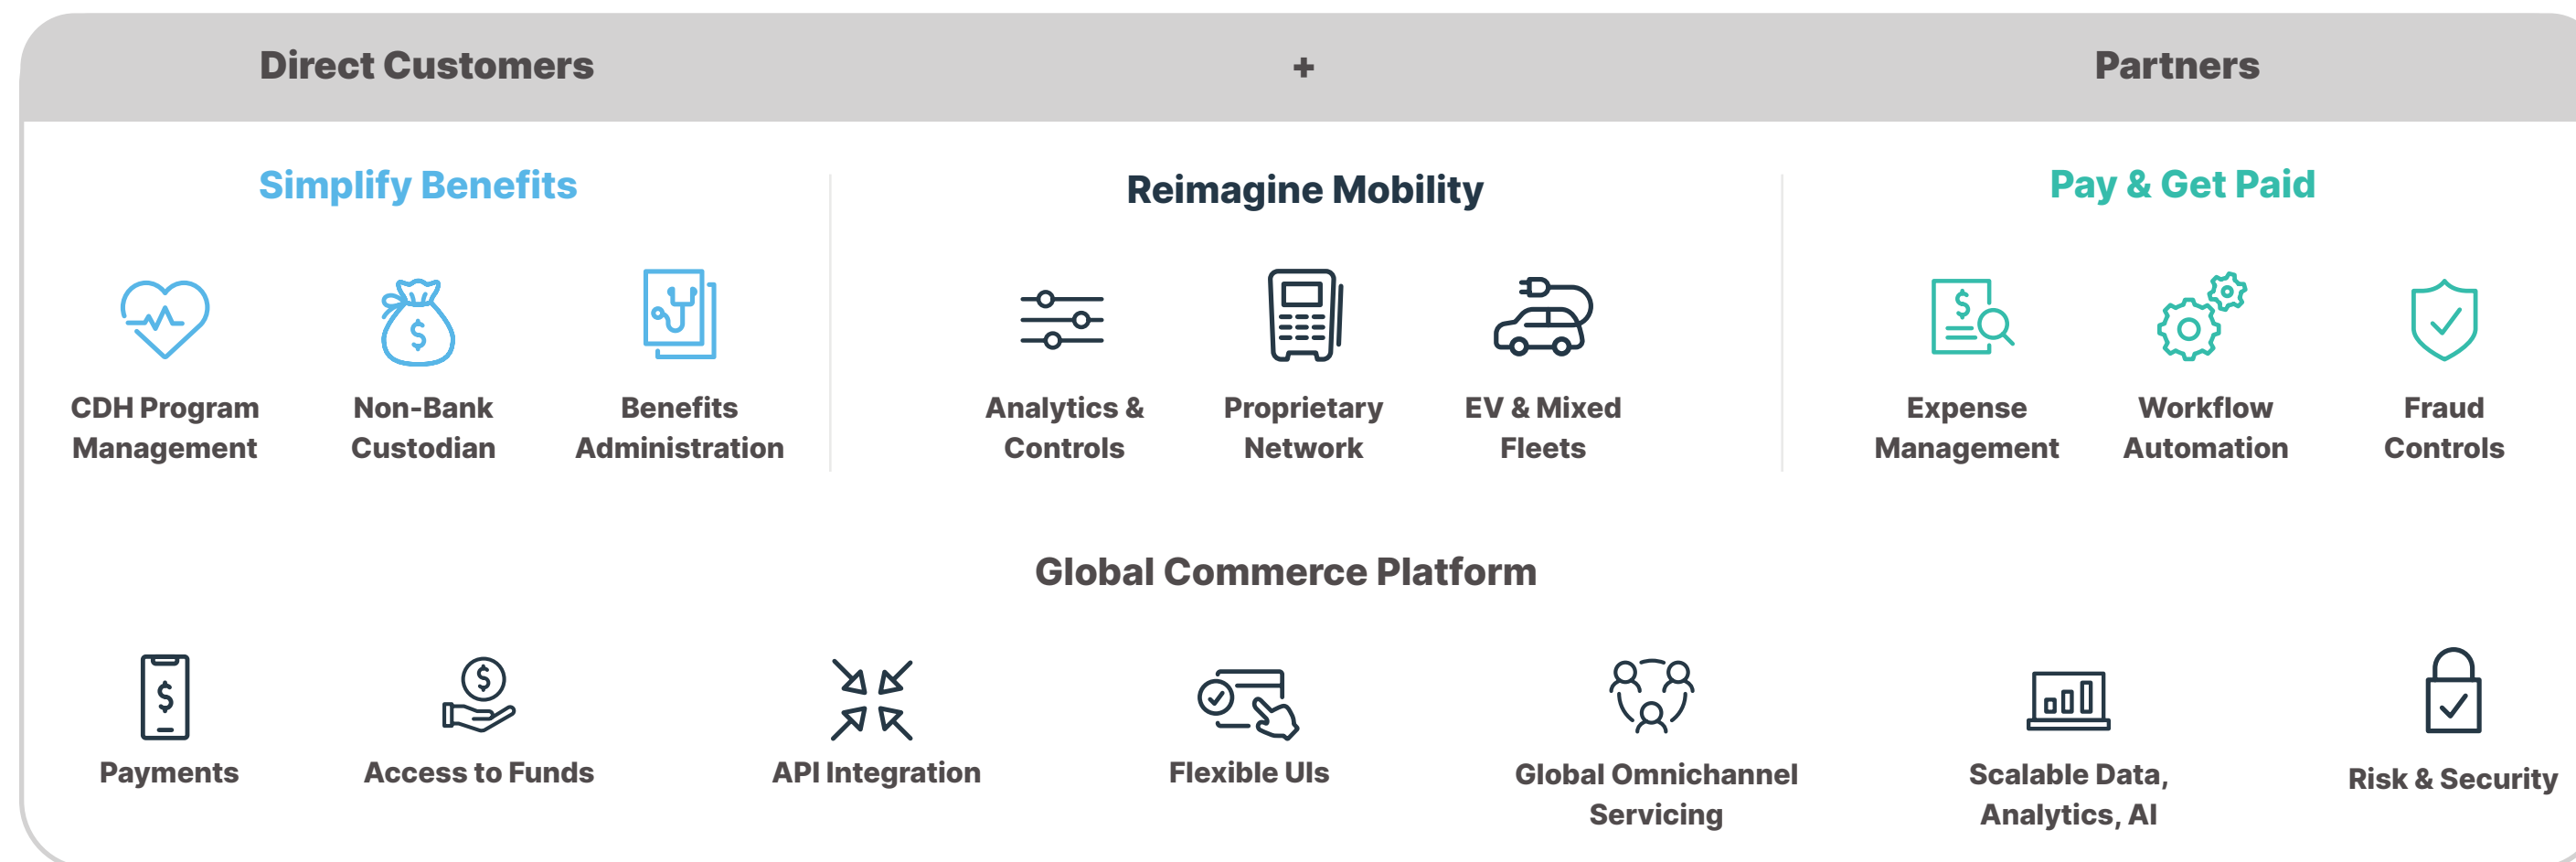 Direct Customers + Partners
Simplify Benefits
CDH Program
Management
Non-Bank
Custodian
Benefits
Administration
Reimagine Mobility
Analytics &
Controls
Proprietary
Network
EV & Mixed
Fleets
Pay & Get Paid
Expense
Management
Workflow
Automation
Fraud
Controls
Global Commerce Platform
Payments
Access to Funds
API Integration
Flexible UIs
Global Omnichannel
Servicing
Scalable Data,
Analytics, AI
Risk & Security